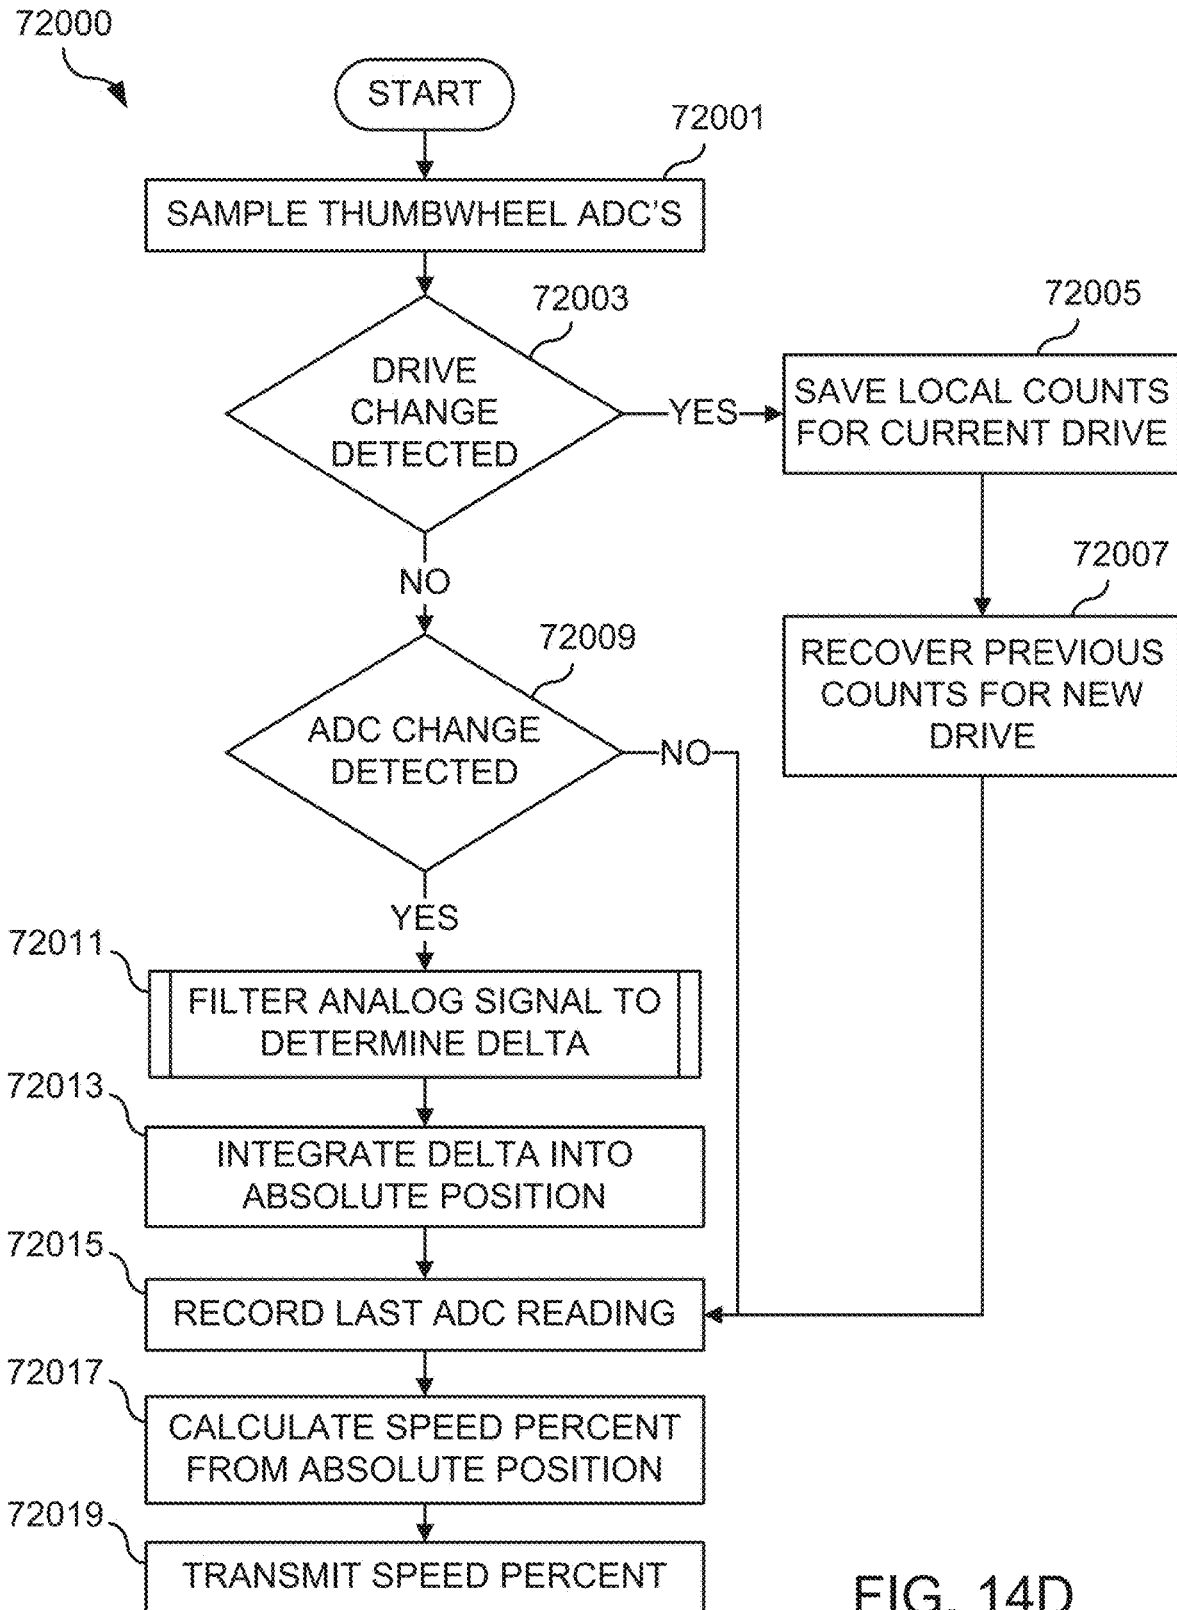 72000
START
72001
SAMPLE THUMBWHEEL ADC'S
72003
DRIVE
CHANGE
DETECTED
YES
72005
SAVE LOCAL COUNTS
FOR CURRENT DRIVE
NO
72007
RECOVER PREVIOUS
COUNTS FOR NEW
DRIVE
72009
ADC CHANGE
DETECTED
NO
YES
72011
FILTER ANALOG SIGNAL TO
DETERMINE DELTA
72013
INTEGRATE DELTA INTO
ABSOLUTE POSITION
72015
RECORD LAST ADC READING
72017
CALCULATE SPEED PERCENT
FROM ABSOLUTE POSITION
72019
TRANSMIT SPEED PERCENT
FIG. 14D